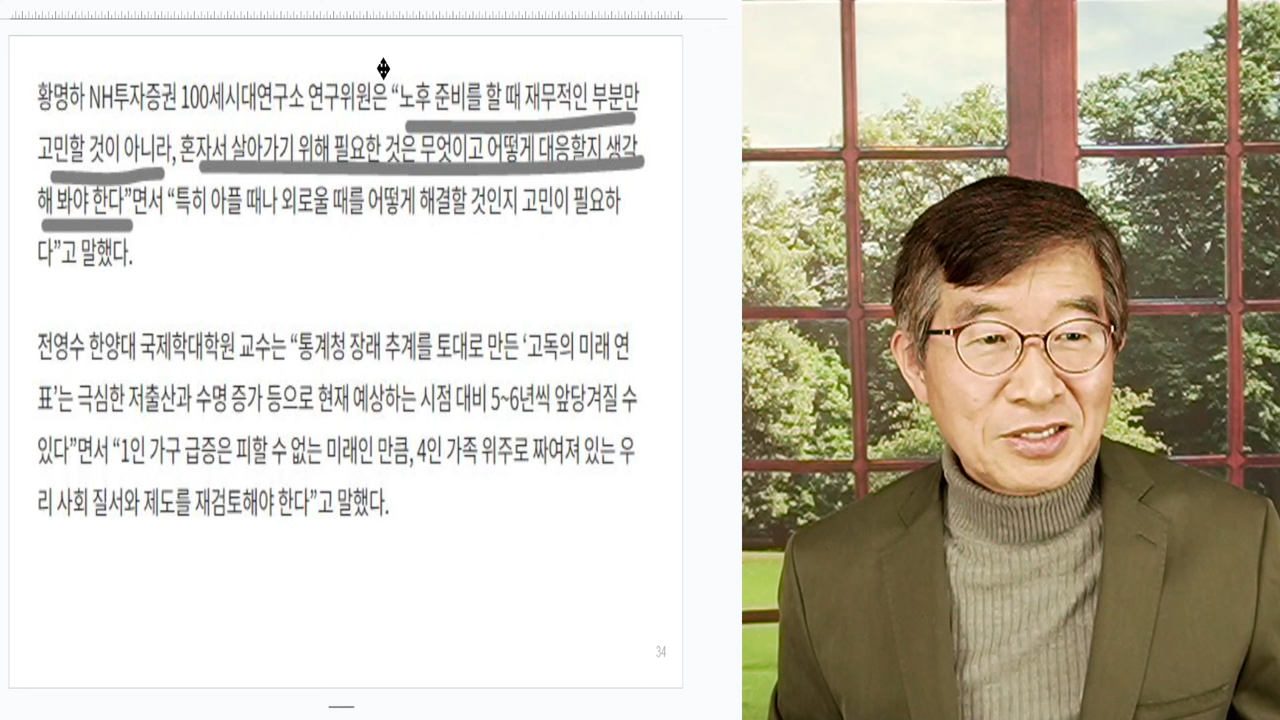 황명하 NH투자증권 100세시대연구소 연구위원은 “노후 준비를 할 때 재무적인 부분만
고민할 것이 아니라, 혼자서 살아가기 위해 필요한 것은 무엇이고 어떻게 대응할지 생각
해 봐야 한다”면서 “특히 아플 때나 외로울 때를 어떻게 해결할 것인지 고민이 필요하
다”고 말했다.
전영수 한양대 국제학대학원 교수는 “통계청 장래 추계를 토대로 만든 ‘고독의 미래 연
표’는 극심한 저출산과 수명 증가 등으로 현재 예상하는 시점 대비 5~6년씩 앞당겨질 수
있다”면서 “1인 가구 급증은 피할 수 없는 미래인 만큼, 4인 가족 위주로 짜여져 있는 우
리 사회 질서와 제도를 재검토해야 한다”고 말했다.
34